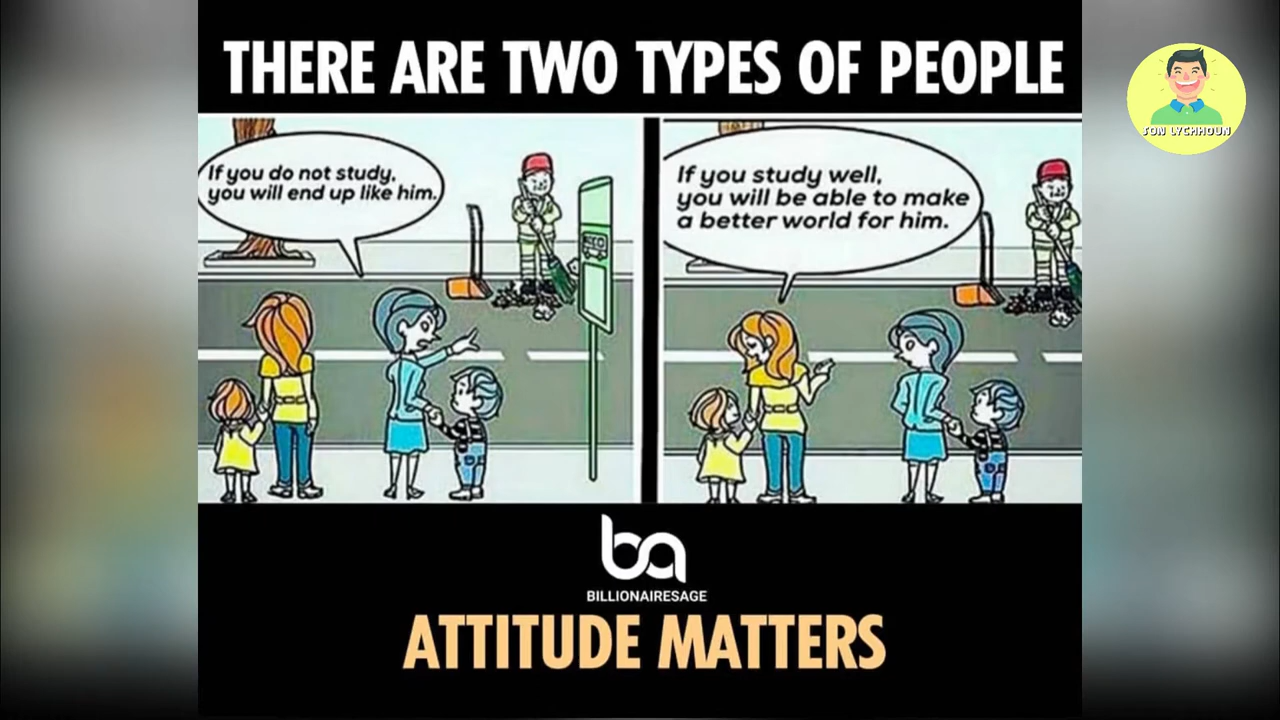 THERE ARE TWO TYPES OF PEOPLE
If you do not study,
you will end up like him.
If you study well,
you will be able to make
a better world for him.
SON LYCHHOUN
ba
BILLIONAIRESAGE
ATTITUDE MATTERS